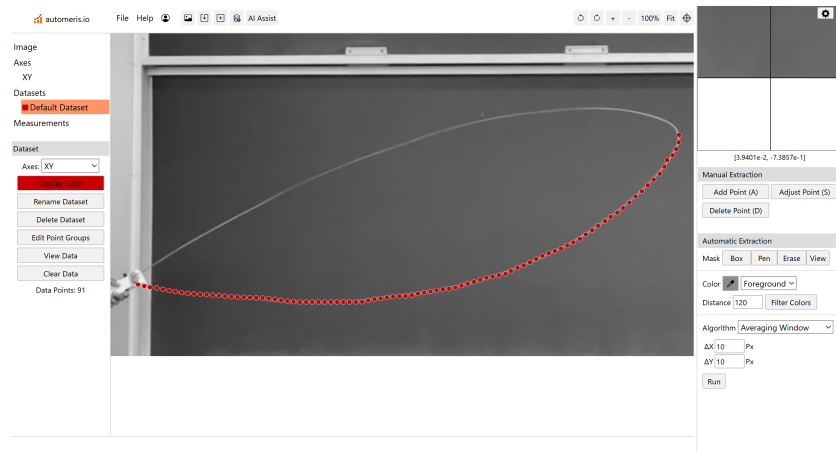 automeris.io
File Help AI Assist
+ - 100% Fit
Image
Axes
XY
Datasets
Default Dataset
Measurements
Dataset
Axes: XY
Display Color
Rename Dataset
Delete Dataset
Edit Point Groups
View Data
Clear Data
Data Points: 91
[3.9401e-2, -7.3857e-1]
Manual Extraction
Add Point (A) Adjust Point (S)
Delete Point (D)
Automatic Extraction
Mask Box Pen Erase View
Color Foreground
Distance 120 Filter Colors
Algorithm Averaging Window
ΔX 10 Px
ΔY 10 Px
Run